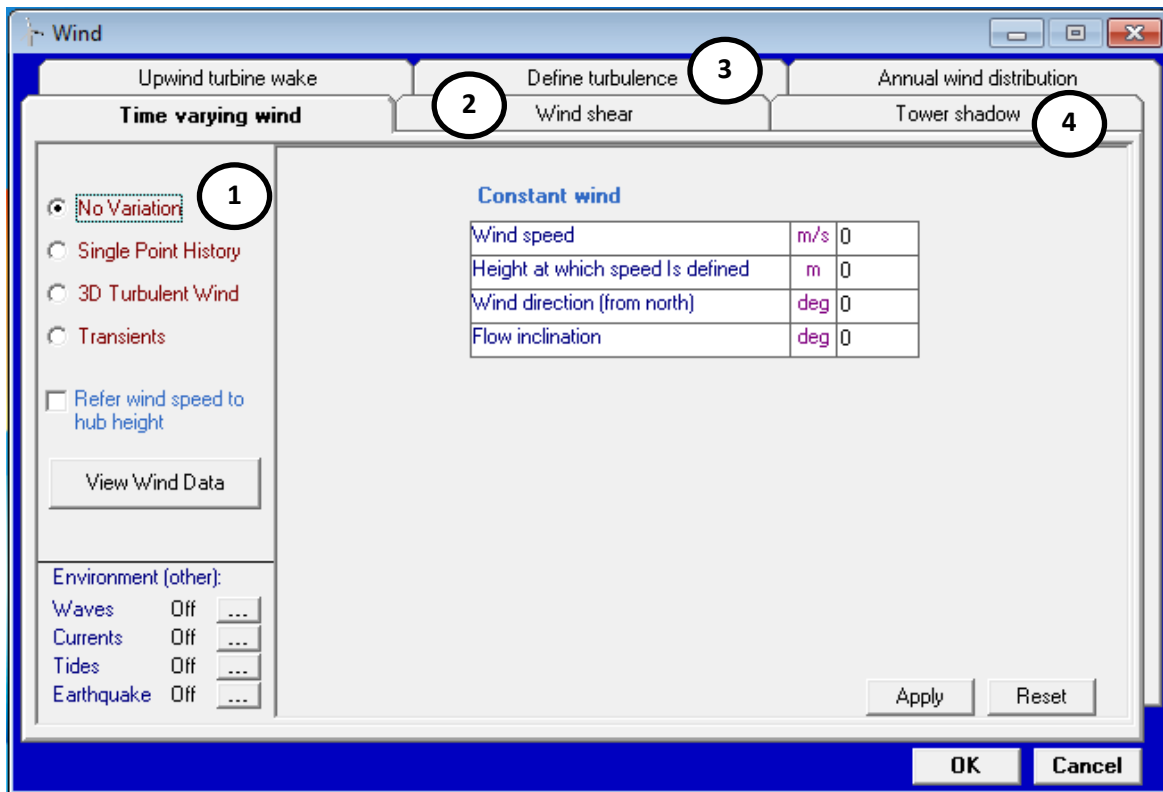 Wind
Upwind turbine wake
Define turbulence
3
Annual wind distribution
Time varying wind
2
Wind shear
Tower shadow
4
No Variation
1
Single Point History
3D Turbulent Wind
Transients
Refer wind speed to
hub height
View Wind Data
Environment (other):
Waves Off ...
Currents Off ...
Tides Off ...
Earthquake Off ...
Constant wind
Wind speed m/s 0
Height at which speed Is defined m 0
Wind direction (from north) deg 0
Flow inclination deg 0
Apply Reset
OK Cancel